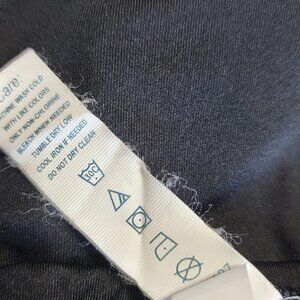 Care:
MACHINE WASH COLD
WITH LIKE COLORS
ONLY NON-CHLORINE
BLEACH WHEN NEEDED
TUMBLE DRY LOW
COOL IRON IF NEEDED
DO NOT DRY CLEAN
30C